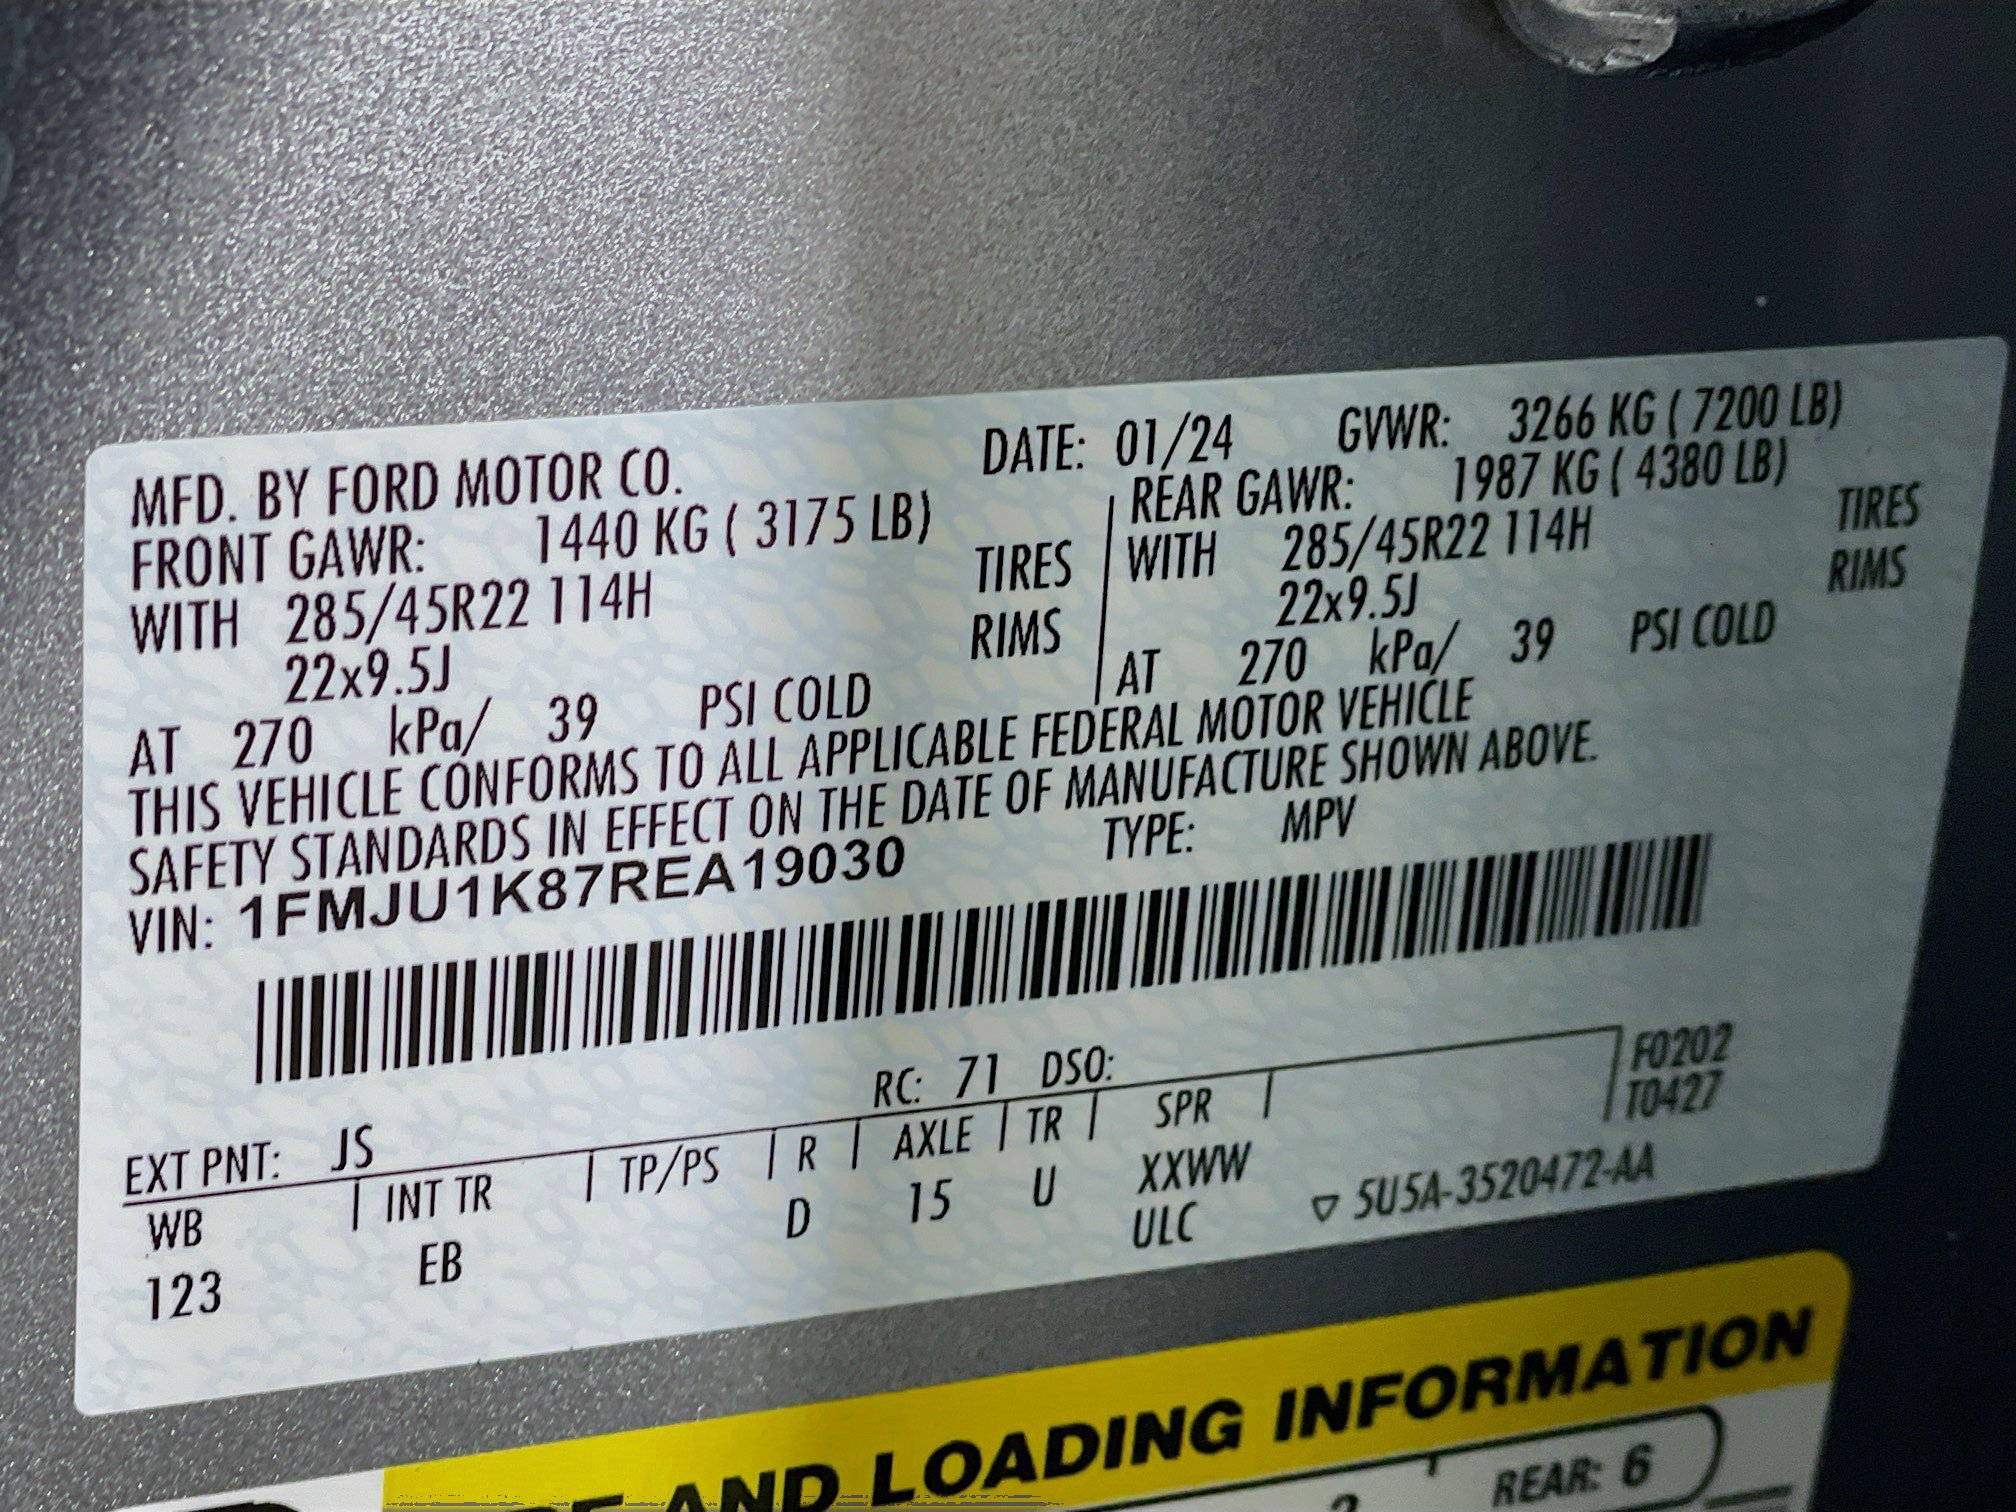 MFD. BY FORD MOTOR CO. DATE: 01/24 GVWR: 3266 KG ( 7200 LB)
FRONT GAWR: 1440 KG ( 3175 LB) REAR GAWR: 1987 KG ( 4380 LB)
WITH 285/45R22 114H TIRES WITH 285/45R22 114H TIRES
22x9.5J RIMS 22x9.5J RIMS
AT 270 kPa/ 39 PSI COLD AT 270 kPa/ 39 PSI COLD
THIS VEHICLE CONFORMS TO ALL APPLICABLE FEDERAL MOTOR VEHICLE
SAFETY STANDARDS IN EFFECT ON THE DATE OF MANUFACTURE SHOWN ABOVE.
VIN: 1FMJU1K87REA19030 TYPE: MPV
F0202
EXT PNT: JS RC: 71 DSO: T0427
WB INT TR TP/PS R AXLE TR SPR
123 EB D 15 U XXWW
ULC ▽ 5U5A-3520472-AA
AND LOADING INFORMATION
REAR: 6